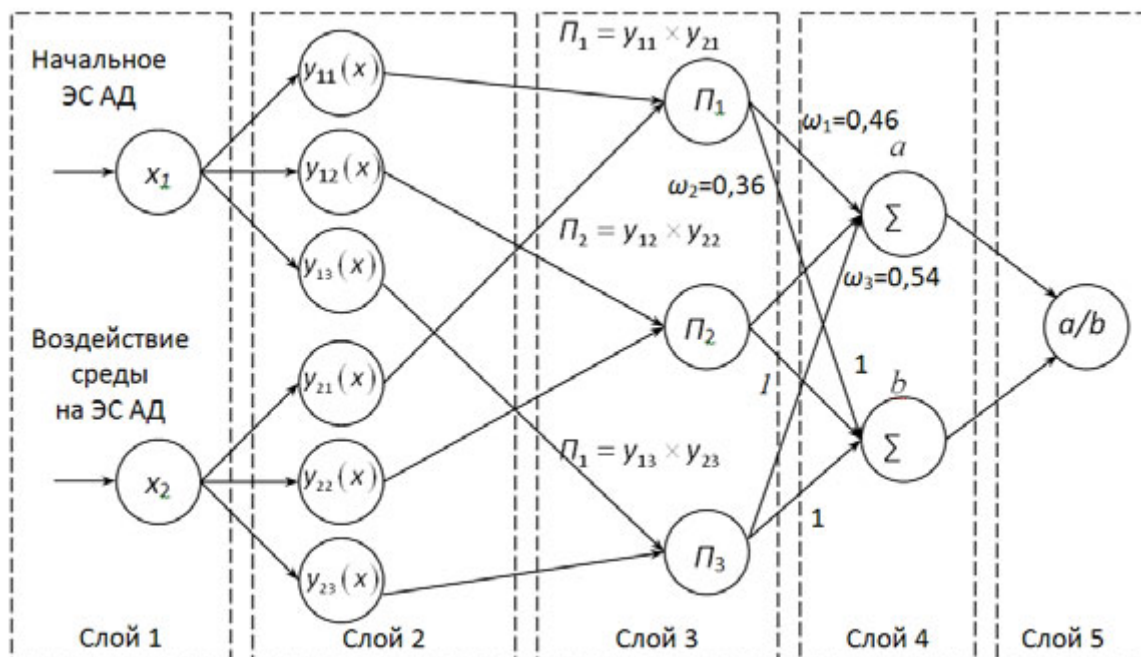 Начальное
ЭС АД
x₁
Воздействие
среды
на ЭС АД
x₂
Слой 1
y₁₁(x)
y₁₂(x)
y₁₃(x)
y₂₁(x)
y₂₂(x)
y₂₃(x)
Слой 2
П₁ = y₁₁ × y₂₁
П₁
ω₂=0,36
П₂ = y₁₂ × y₂₂
П₂
П₁ = y₁₃ × y₂₃
П₃
Слой 3
ω₁=0,46
a
Σ
ω₃=0,54
1
1
b
Σ
1
Слой 4
a/b
Слой 5